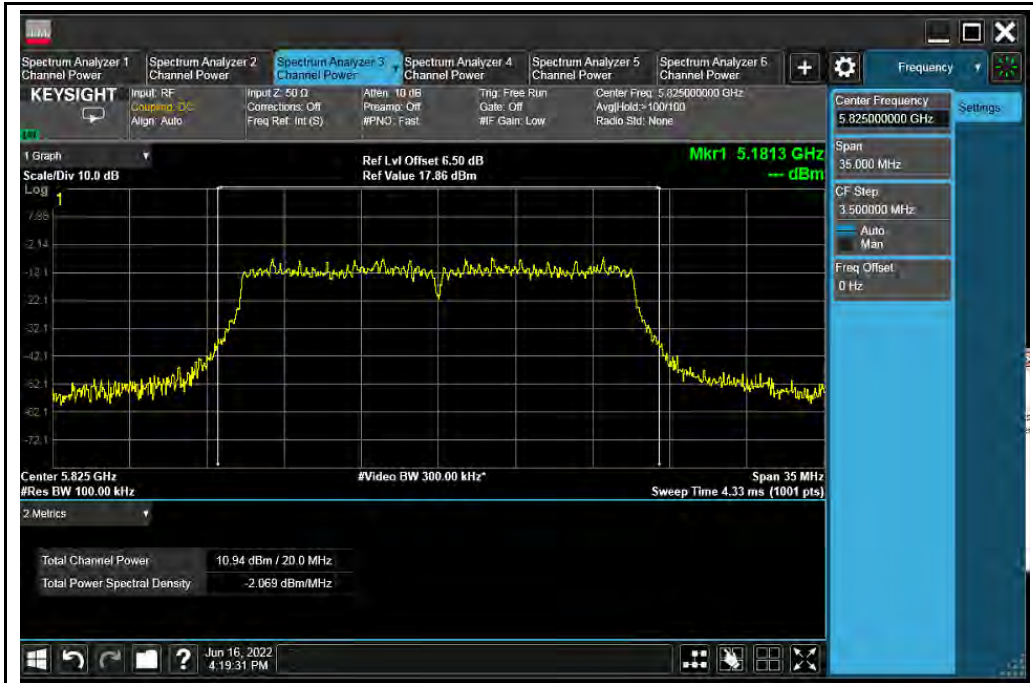 Spectrum Analyzer 1
Channel Power
Spectrum Analyzer 2
Channel Power
Spectrum Analyzer 3
Channel Power
Spectrum Analyzer 4
Channel Power
Spectrum Analyzer 5
Channel Power
Spectrum Analyzer 6
Channel Power
+
Frequency
KEYSIGHT
Input: RF
Coupling: DC
Align: Auto
Input Z: 50 Ω
Corrections: Off
Freq Ref: Int (S)
Atten: 10 dB
Preamp: Off
#PNO: Fast
Trig: Free Run
Gate: Off
#IF Gain: Low
Center Freq: 5.825000000 GHz
Avg|Hold:>100/100
Radio Std: None
Center Frequency
5.825000000 GHz
Settings
Span
35.000 MHz
CF Step
3.500000 MHz
Auto
Man
Freq Offset
0 Hz
1 Graph
Scale/Div 10.0 dB
Ref Lvl Offset 6.50 dB
Ref Value 17.86 dBm
Mkr1 5.1813 GHz
--- dBm
Log
1
7.86
-2.14
-12.1
-22.1
-32.1
-42.1
-52.1
-62.1
-72.1
Center 5.825 GHz
#Video BW 300.00 kHz*
Span 35 MHz
#Res BW 100.00 kHz
Sweep Time 4.33 ms (1001 pts)
2 Metrics
Total Channel Power
10.94 dBm / 20.0 MHz
Total Power Spectral Density
-2.069 dBm/MHz
?
Jun 16, 2022
4:19:31 PM